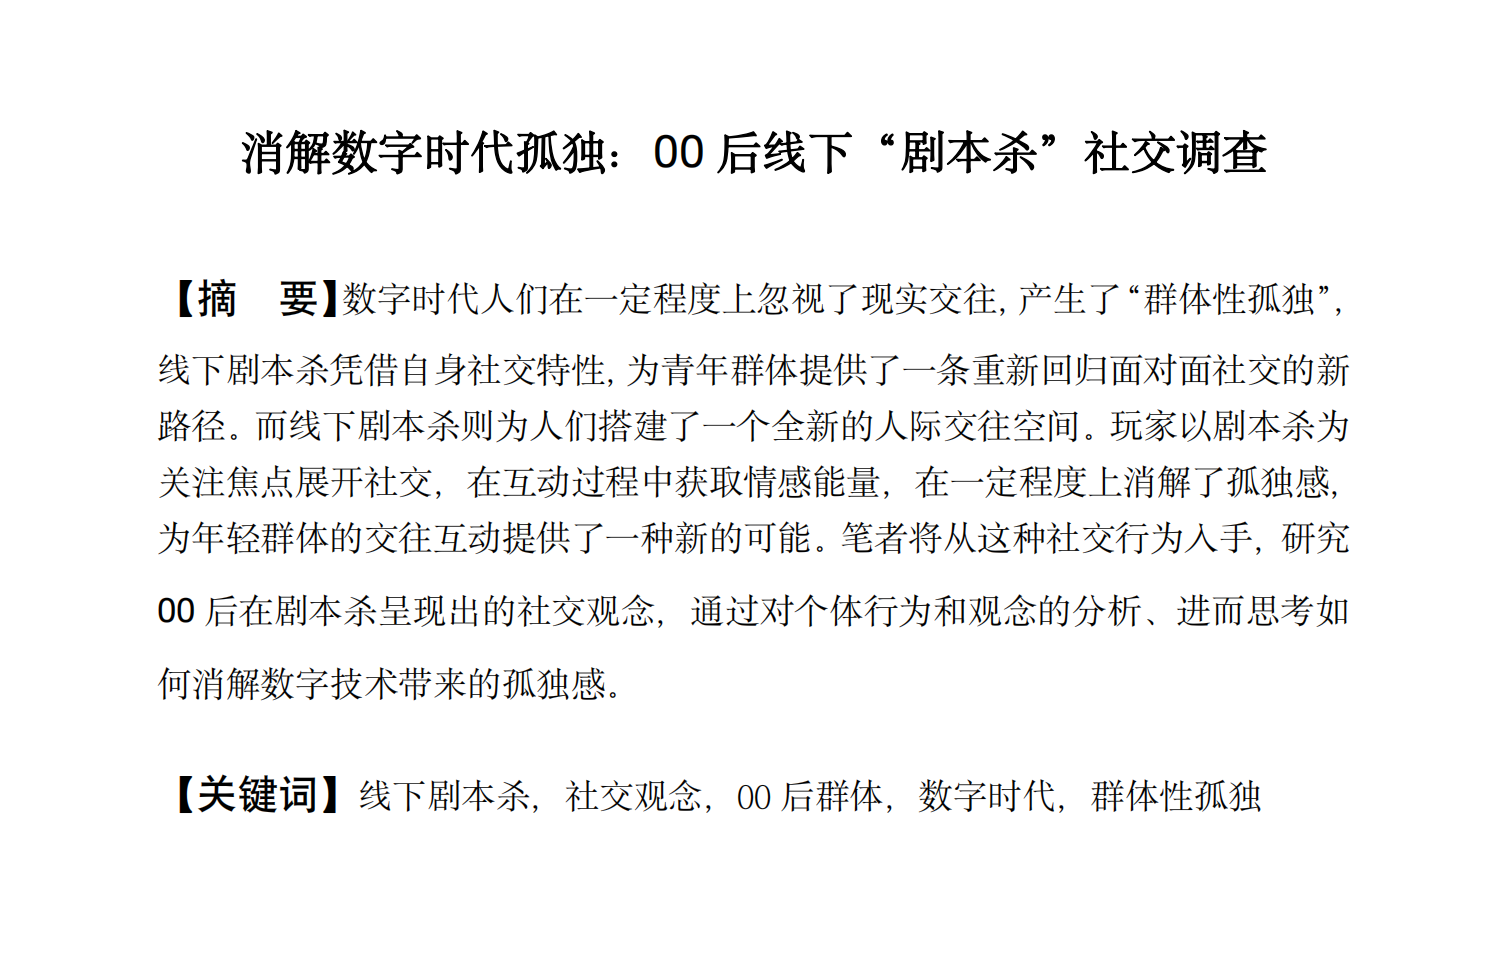 消解数字时代孤独：00 后线下“剧本杀”社交调查
【摘　要】数字时代人们在一定程度上忽视了现实交往，产生了“群体性孤独”，
线下剧本杀凭借自身社交特性，为青年群体提供了一条重新回归面对面社交的新
路径。而线下剧本杀则为人们搭建了一个全新的人际交往空间。玩家以剧本杀为
关注焦点展开社交，在互动过程中获取情感能量，在一定程度上消解了孤独感，
为年轻群体的交往互动提供了一种新的可能。笔者将从这种社交行为入手，研究
00 后在剧本杀呈现出的社交观念，通过对个体行为和观念的分析、进而思考如
何消解数字技术带来的孤独感。
【关键词】线下剧本杀，社交观念，00 后群体，数字时代，群体性孤独